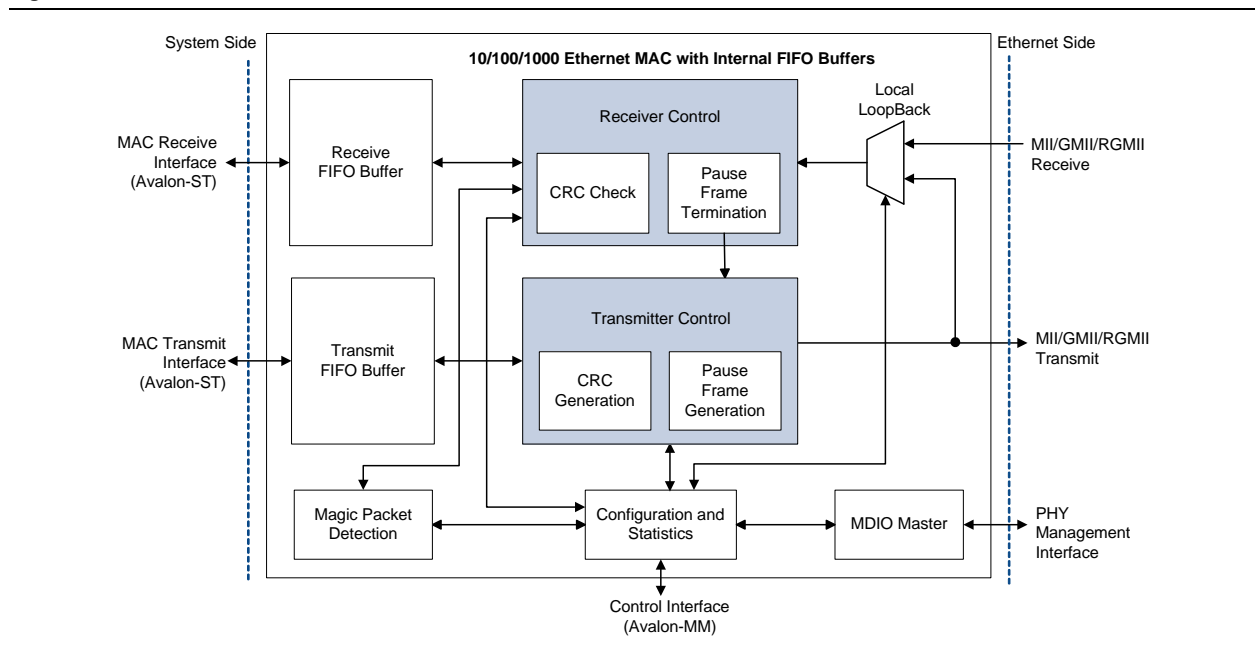 System Side
Ethernet Side
10/100/1000 Ethernet MAC with Internal FIFO Buffers
MAC Receive
Interface
(Avalon-ST)
Receive
FIFO Buffer
Receiver Control
CRC Check
Pause
Frame
Termination
Local
LoopBack
MII/GMII/RGMII
Receive
MAC Transmit
Interface
(Avalon-ST)
Transmit
FIFO Buffer
Transmitter Control
CRC
Generation
Pause
Frame
Generation
MII/GMII/RGMII
Transmit
Magic Packet
Detection
Configuration and
Statistics
MDIO Master
PHY
Management
Interface
Control Interface
(Avalon-MM)